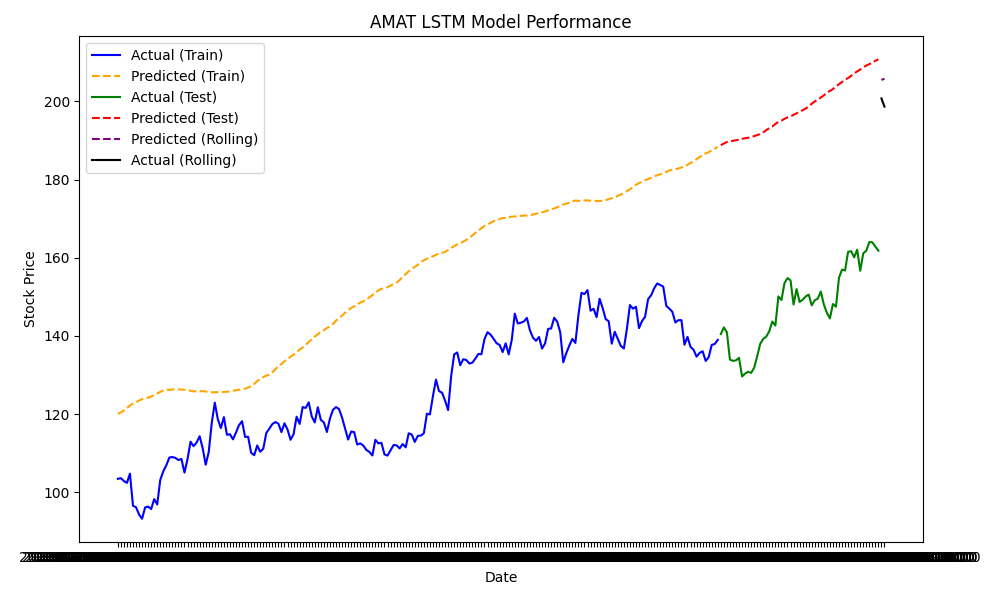 AMAT LSTM Model Performance
Actual (Train)
Predicted (Train)
Actual (Test)
Predicted (Test)
Predicted (Rolling)
Actual (Rolling)
200
180
160
140
120
100
Stock Price
Date